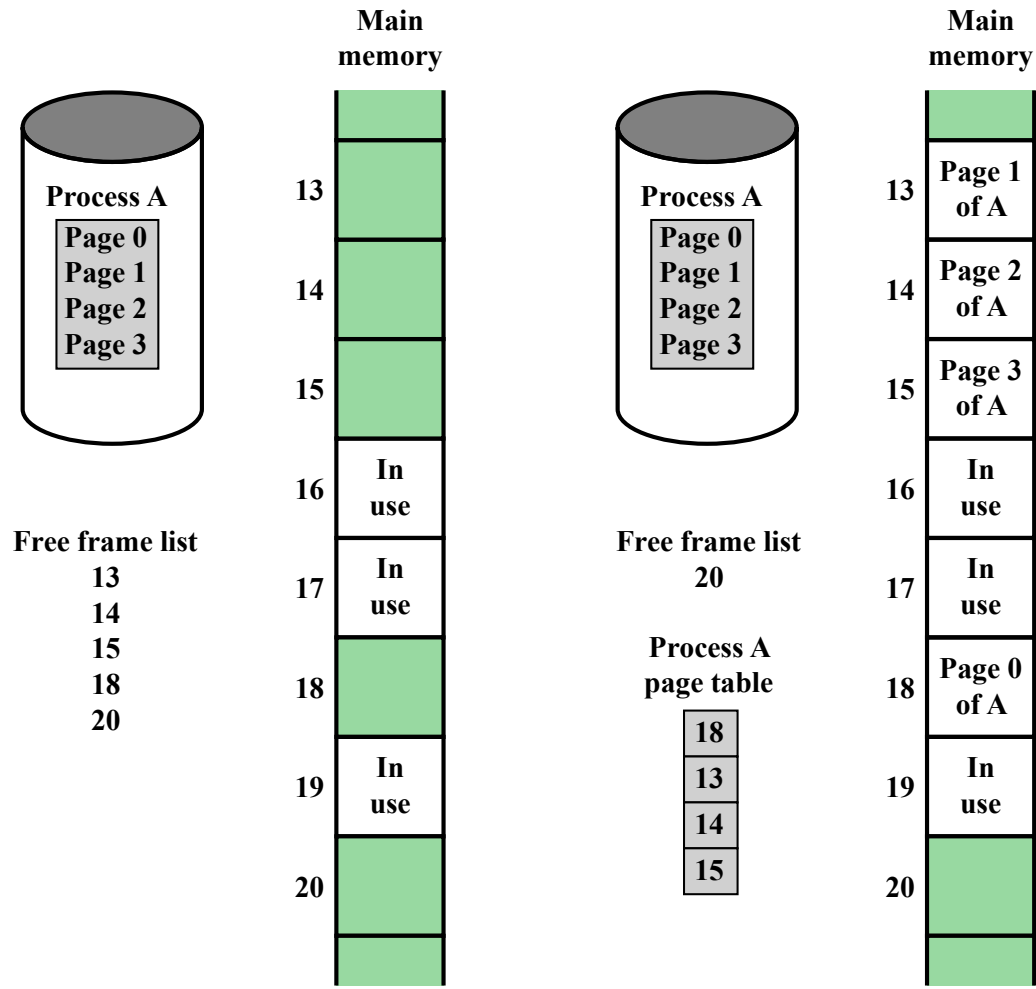 Main
memory
Process A
Page 0
Page 1
Page 2
Page 3
13
14
15
16
In
use
17
In
use
18
19
In
use
20
Free frame list
13
14
15
18
20
Main
memory
Process A
Page 0
Page 1
Page 2
Page 3
13
Page 1
of A
14
Page 2
of A
15
Page 3
of A
16
In
use
17
In
use
18
Page 0
of A
19
In
use
20
Free frame list
20
Process A
page table
18
13
14
15